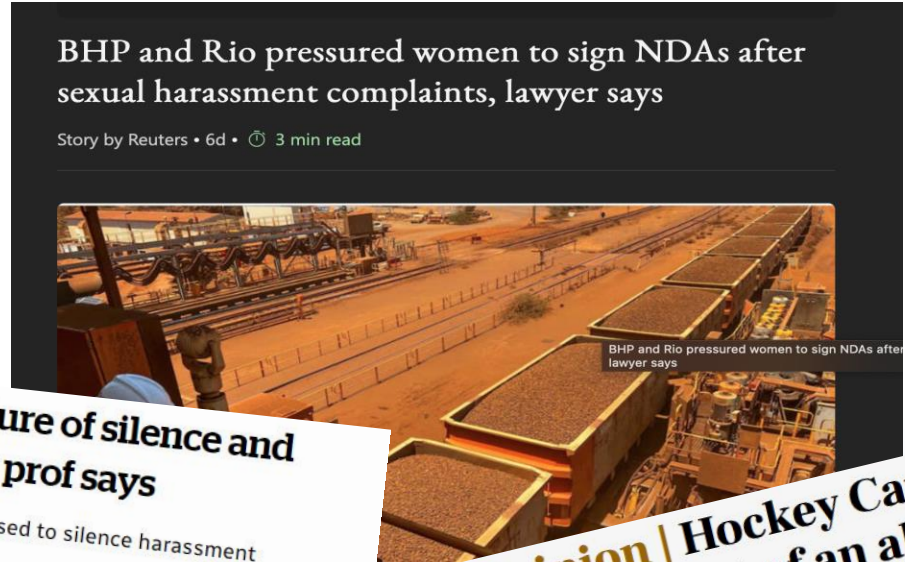 BHP and Rio pressured women to sign NDAs after
sexual harassment complaints, lawyer says
Story by Reuters • 6d • 3 min read
BHP and Rio pressured women to sign NDAs after
lawyer says
ure of silence and
prof says
sed to silence harassment
inion | Hockey Ca
of an a